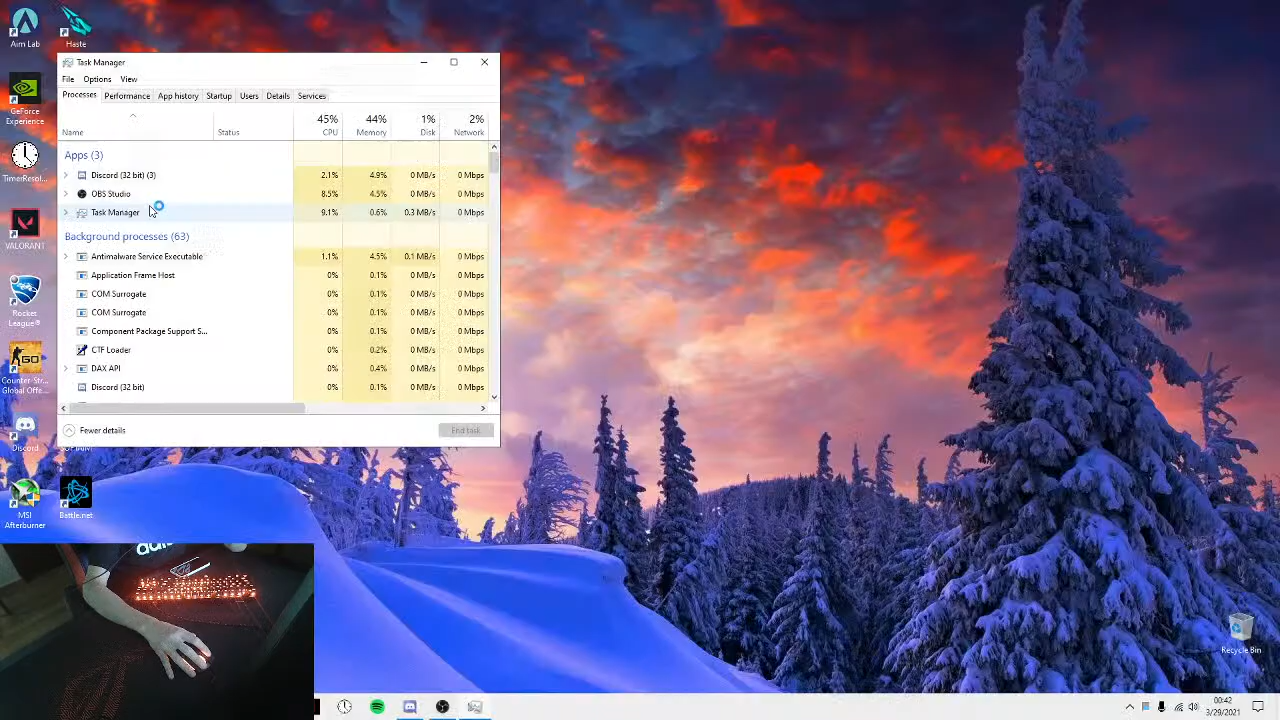 Aim Lab
Haste
GeForce
Experience
TimerResol...
VALORANT
Rocket
League®
Counter-Str...
Global Offe...
Discord
MSI
Afterburner
Battle.net
Task Manager
File Options View
Processes Performance App history Startup Users Details Services
45% 44% 1% 2%
Name Status CPU Memory Disk Network
Apps (3)
Discord (32 bit) (3) 2.1% 4.9% 0 MB/s 0 Mbps
OBS Studio 8.5% 4.5% 0 MB/s 0 Mbps
Task Manager 9.1% 0.6% 0.3 MB/s 0 Mbps
Background processes (63)
Antimalware Service Executable 1.1% 4.5% 0.1 MB/s 0 Mbps
Application Frame Host 0% 0.1% 0 MB/s 0 Mbps
COM Surrogate 0% 0.1% 0 MB/s 0 Mbps
COM Surrogate 0% 0.1% 0 MB/s 0 Mbps
Component Package Support S... 0% 0.1% 0 MB/s 0 Mbps
CTF Loader 0% 0.2% 0 MB/s 0 Mbps
DAX API 0% 0.4% 0 MB/s 0 Mbps
Discord (32 bit) 0% 0.1% 0 MB/s 0 Mbps
Fewer details
End task
Recycle Bin
00:42
3/29/2021